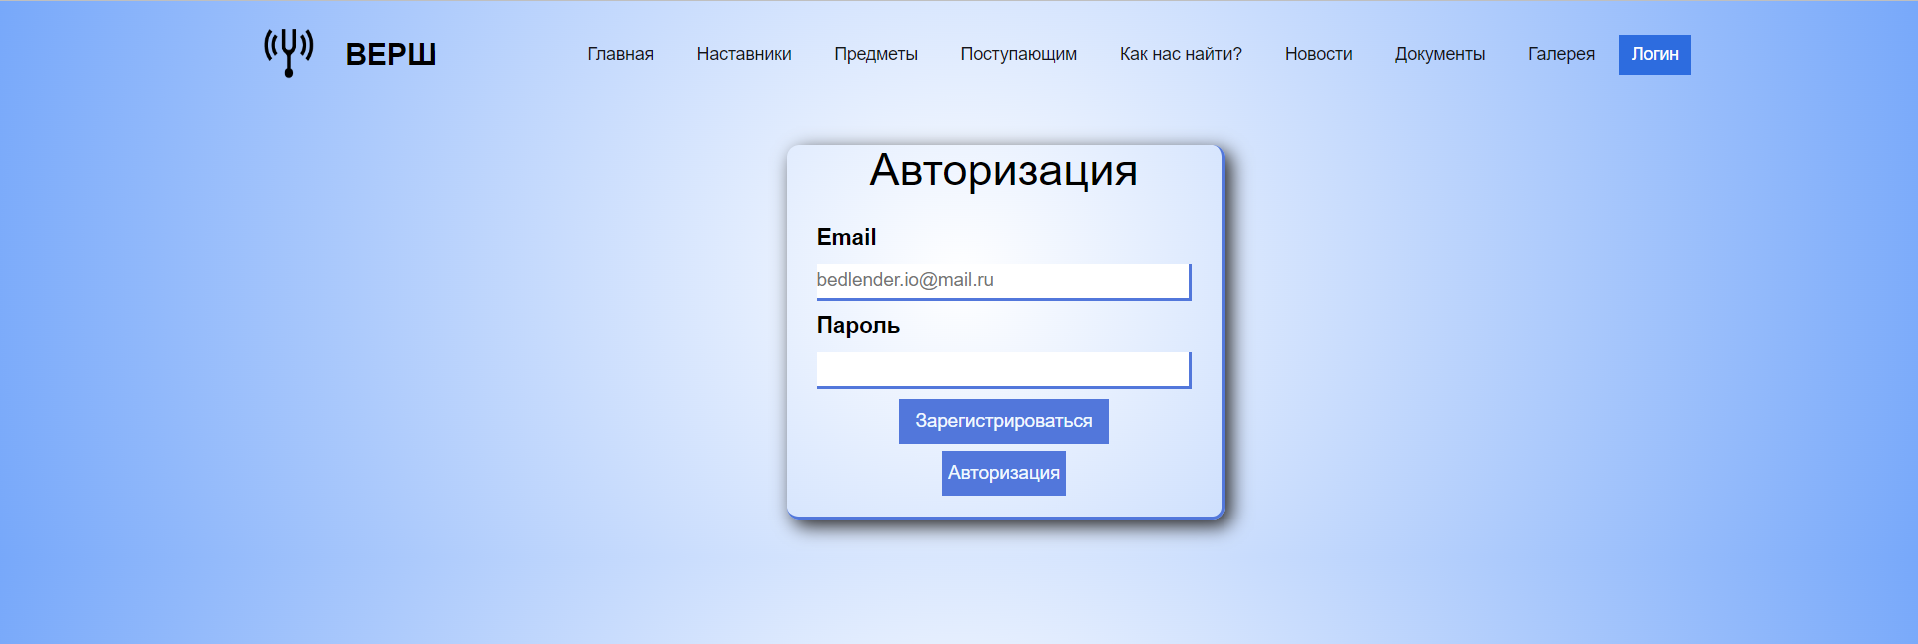 ВЕРШ
Главная Наставники Предметы Поступающим Как нас найти? Новости Документы Галерея Логин
Авторизация
Email
bedlender.io@mail.ru
Пароль
Зарегистрироваться
Авторизация